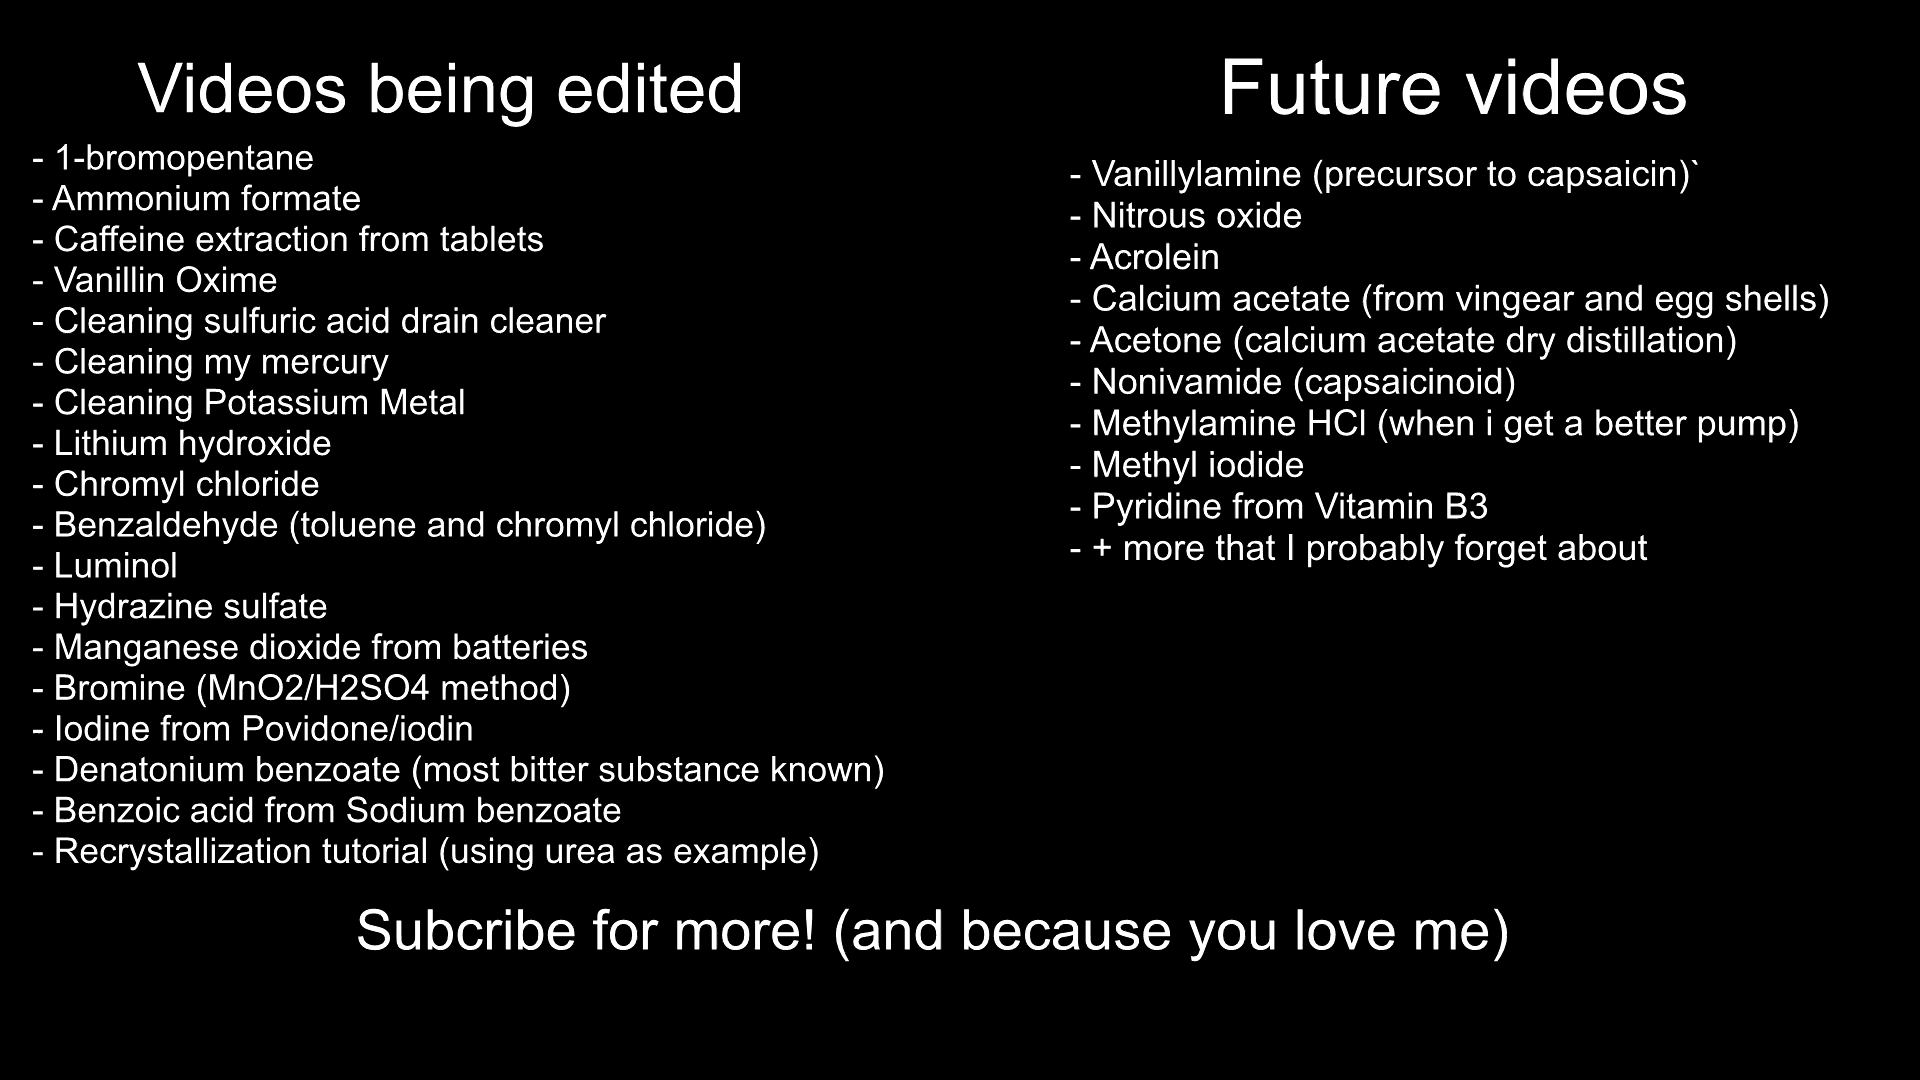 Videos being edited
- 1-bromopentane
- Ammonium formate
- Caffeine extraction from tablets
- Vanillin Oxime
- Cleaning sulfuric acid drain cleaner
- Cleaning my mercury
- Cleaning Potassium Metal
- Lithium hydroxide
- Chromyl chloride
- Benzaldehyde (toluene and chromyl chloride)
- Luminol
- Hydrazine sulfate
- Manganese dioxide from batteries
- Bromine (MnO2/H2SO4 method)
- Iodine from Povidone/iodin
- Denatonium benzoate (most bitter substance known)
- Benzoic acid from Sodium benzoate
- Recrystallization tutorial (using urea as example)
Future videos
- Vanillylamine (precursor to capsaicin)`
- Nitrous oxide
- Acrolein
- Calcium acetate (from vingear and egg shells)
- Acetone (calcium acetate dry distillation)
- Nonivamide (capsaicinoid)
- Methylamine HCl (when i get a better pump)
- Methyl iodide
- Pyridine from Vitamin B3
- + more that I probably forget about
Subcribe for more! (and because you love me)